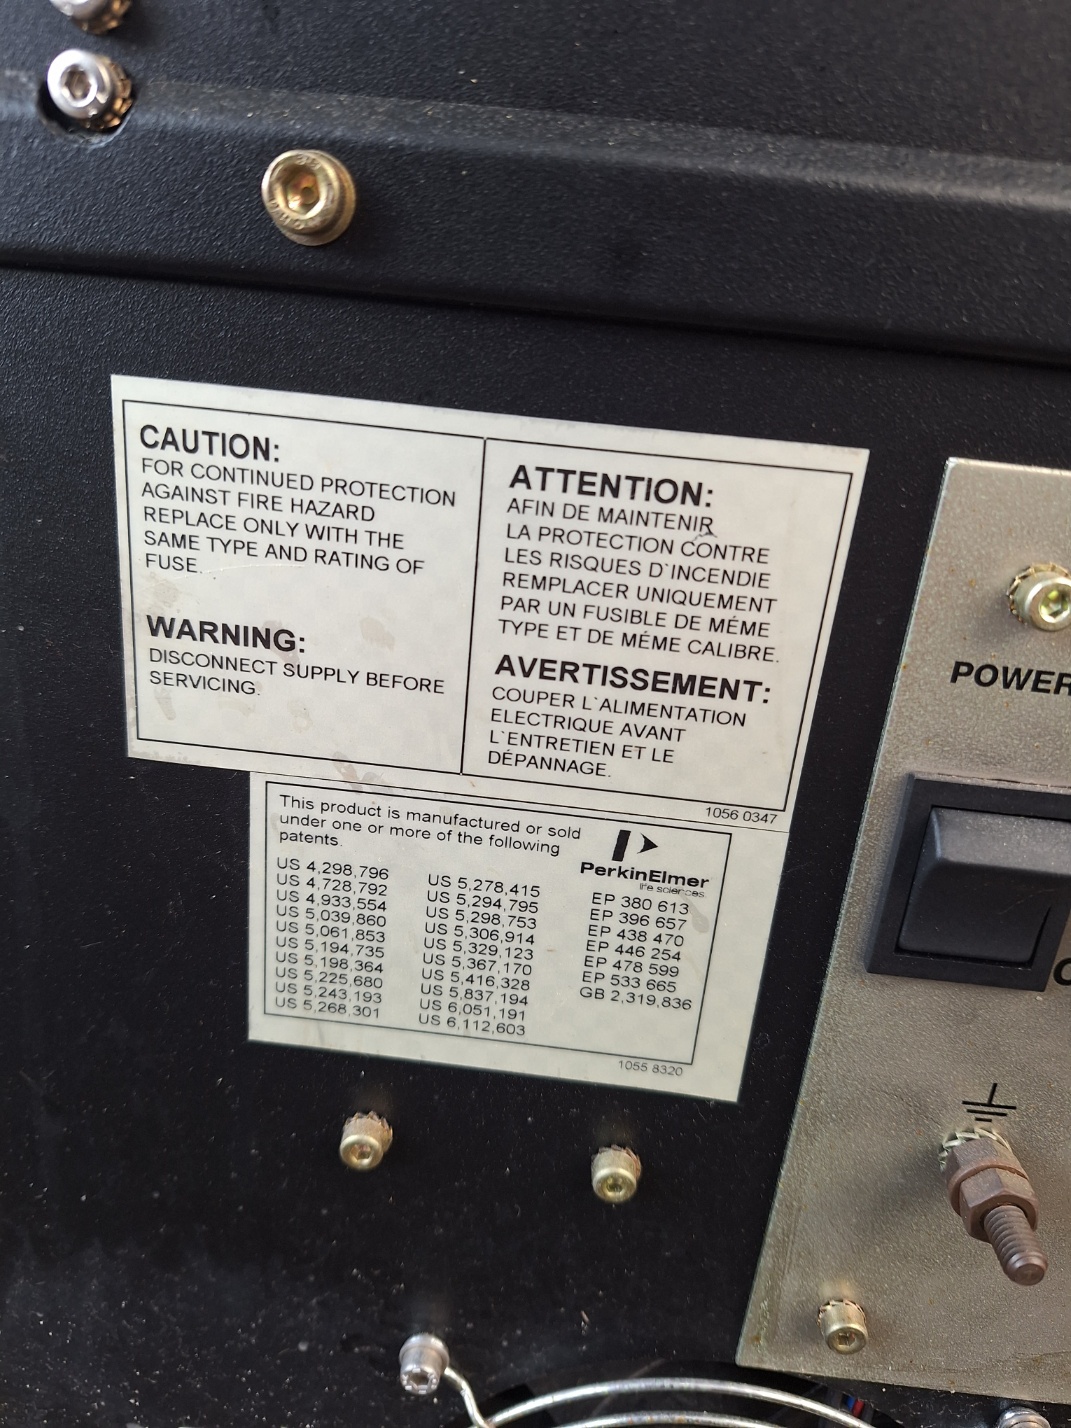 CAUTION:
FOR CONTINUED PROTECTION
AGAINST FIRE HAZARD
REPLACE ONLY WITH THE
SAME TYPE AND RATING OF
FUSE.
WARNING:
DISCONNECT SUPPLY BEFORE
SERVICING.
ATTENTION:
AFIN DE MAINTENIR
LA PROTECTION CONTRE
LES RISQUES D`INCENDIE
REMPLACER UNIQUEMENT
PAR UN FUSIBLE DE MÉME
TYPE ET DE MÉME CALIBRE.
AVERTISSEMENT:
COUPER L`ALIMENTATION
ELECTRIQUE AVANT
L`ENTRETIEN ET LE
DÉPANNAGE.
1056 0347
This product is manufactured or sold
under one or more of the following
patents.
PerkinElmer
life sciences
US 4,298,796
US 4,728,792
US 4,933,554
US 5,039,860
US 5,061,853
US 5,194,735
US 5,198,364
US 5,225,680
US 5,243,193
US 5,268,301
US 5,278,415
US 5,294,795
US 5,298,753
US 5,306,914
US 5,329,123
US 5,367,170
US 5,416,328
US 5,837,194
US 6,051,191
US 6,112,603
EP 380 613
EP 396 657
EP 438 470
EP 446 254
EP 478 599
EP 533 665
GB 2,319,836
1055 8320
POWER